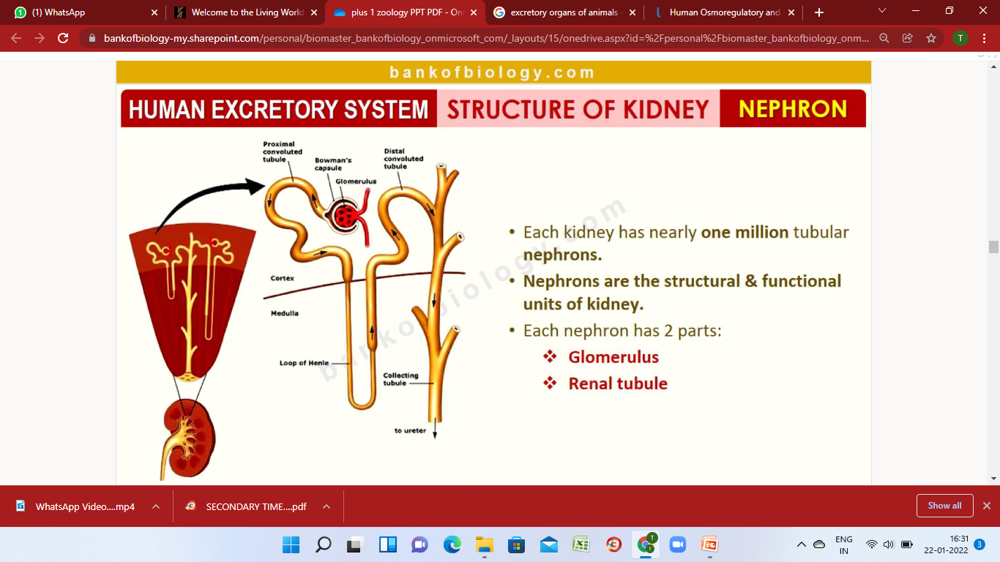 (1) WhatsApp
Welcome to the Living World
plus 1 zoology PPT PDF - On
excretory organs of animals -
Human Osmoregulatory and
bankofbiology-my.sharepoint.com/personal/biomaster_bankofbiology_onmicrosoft_com/_layouts/15/onedrive.aspx?id=%2Fpersonal%2Fbiomaster_bankofbiology_onm...
T
bankofbiology.com
HUMAN EXCRETORY SYSTEM
STRUCTURE OF KIDNEY
NEPHRON
Proximal
convoluted
tubule
Bowman's
capsule
Glomerulus
Distal
convoluted
tubule
Cortex
Medulla
Loop of Henle
Collecting
tubule
to ureter
bankofbiology.com
• Each kidney has nearly one million tubular
nephrons.
• Nephrons are the structural & functional
units of kidney.
• Each nephron has 2 parts:
❖ Glomerulus
❖ Renal tubule
WhatsApp Video....mp4
SECONDARY TIME....pdf
Show all
ENG
IN
16:31
22-01-2022
3